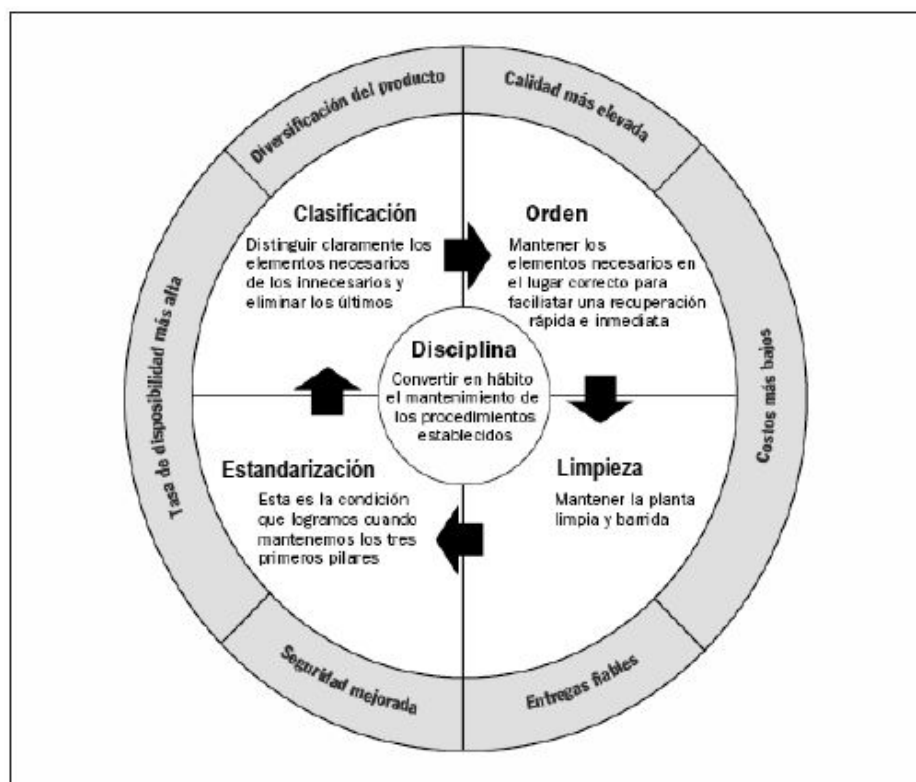 Diversificación del producto
Calidad más elevada
Costos más bajos
Entregas fiables
Seguridad mejorada
Tasa de disposibilidad más alta
Clasificación
Distinguir claramente los
elementos necesarios
de los innecesarios y
eliminar los últimos
Orden
Mantener los
elementos necesarios en
el lugar correcto para
faciliatar una recuperación
rápida e inmediata
Disciplina
Convertir en hábito
el mantenimiento de
los procedimientos
establecidos
Limpieza
Mantener la planta
limpia y barrida
Estandarización
Esta es la condición
que logramos cuando
mantenemos los tres
primeros pilares